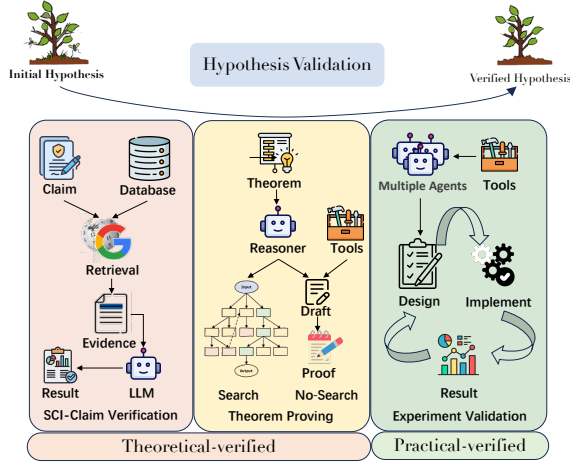 Hypothesis Validation
Initial Hypothesis
Verified Hypothesis
Claim
Database
Retrieval
Evidence
Result
LLM
SCI-Claim Verification
Theorem
Reasoner
Tools
Input
Draft
Output
Proof
Search
No-Search
Theorem Proving
Multiple Agents
Tools
Design
Implement
Result
Experiment Validation
Theoretical-verified
Practical-verified